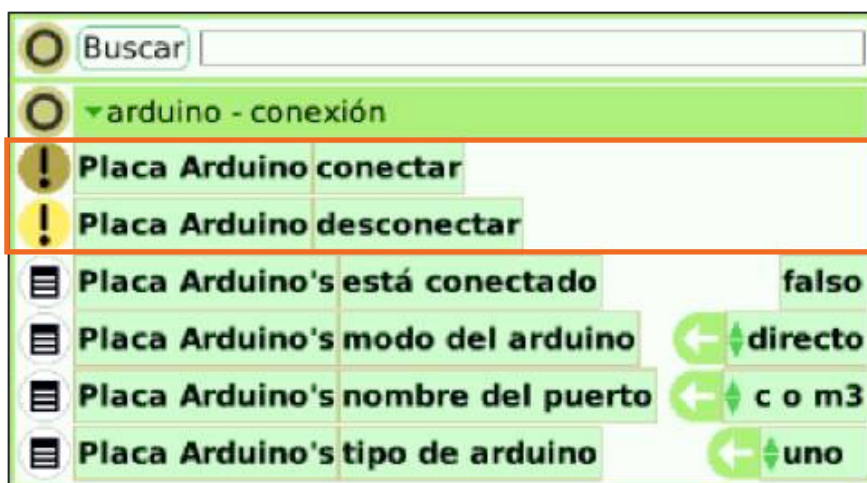 Buscar
arduino - conexión
! Placa Arduino conectar
! Placa Arduino desconectar
Placa Arduino's está conectado falso
Placa Arduino's modo del arduino directo
Placa Arduino's nombre del puerto c o m3
Placa Arduino's tipo de arduino uno